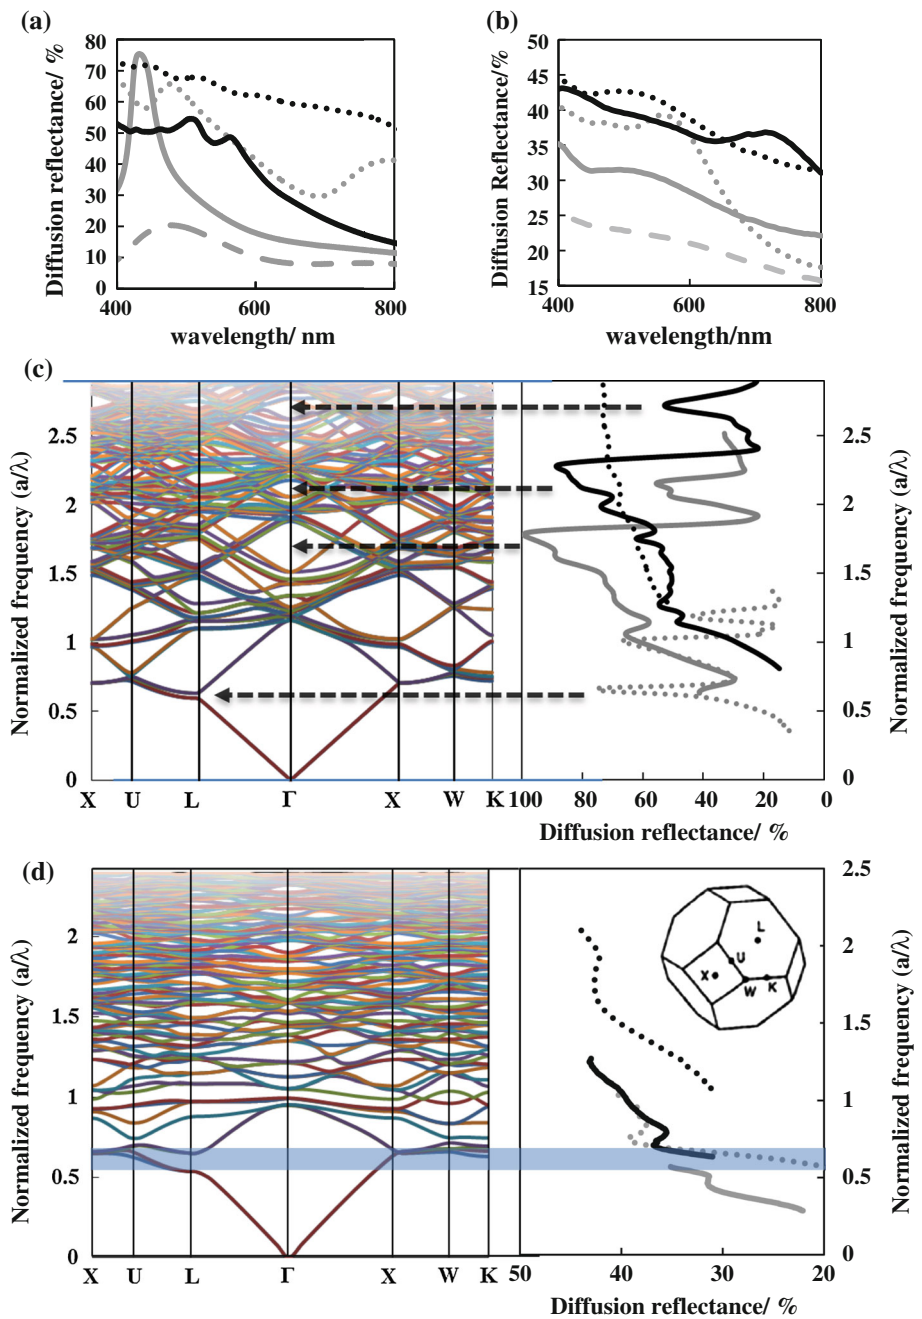 (a)
80
70
60
50
40
30
20
10
0
Diffusion reflectance/ %
400
600
800
wavelength/ nm
(b)
50
45
40
35
30
25
20
15
Diffusion Reflectance/%
400
600
800
wavelength/nm
(c)
2.5
2
1.5
1
0.5
0
Normalized frequency (a/λ)
X U L Γ X W K
100 80 60 40 20 0
Diffusion reflectance/ %
2.5
2
1.5
1
0.5
0
Normalized frequency (a/λ)
(d)
2
1.5
1
0.5
0
Normalized frequency (a/λ)
X U L Γ X W K
L
U
X
W
K
50 40 30 20
Diffusion reflectance/ %
2.5
2
1.5
1
0.5
0
Normalized frequency (a/λ)